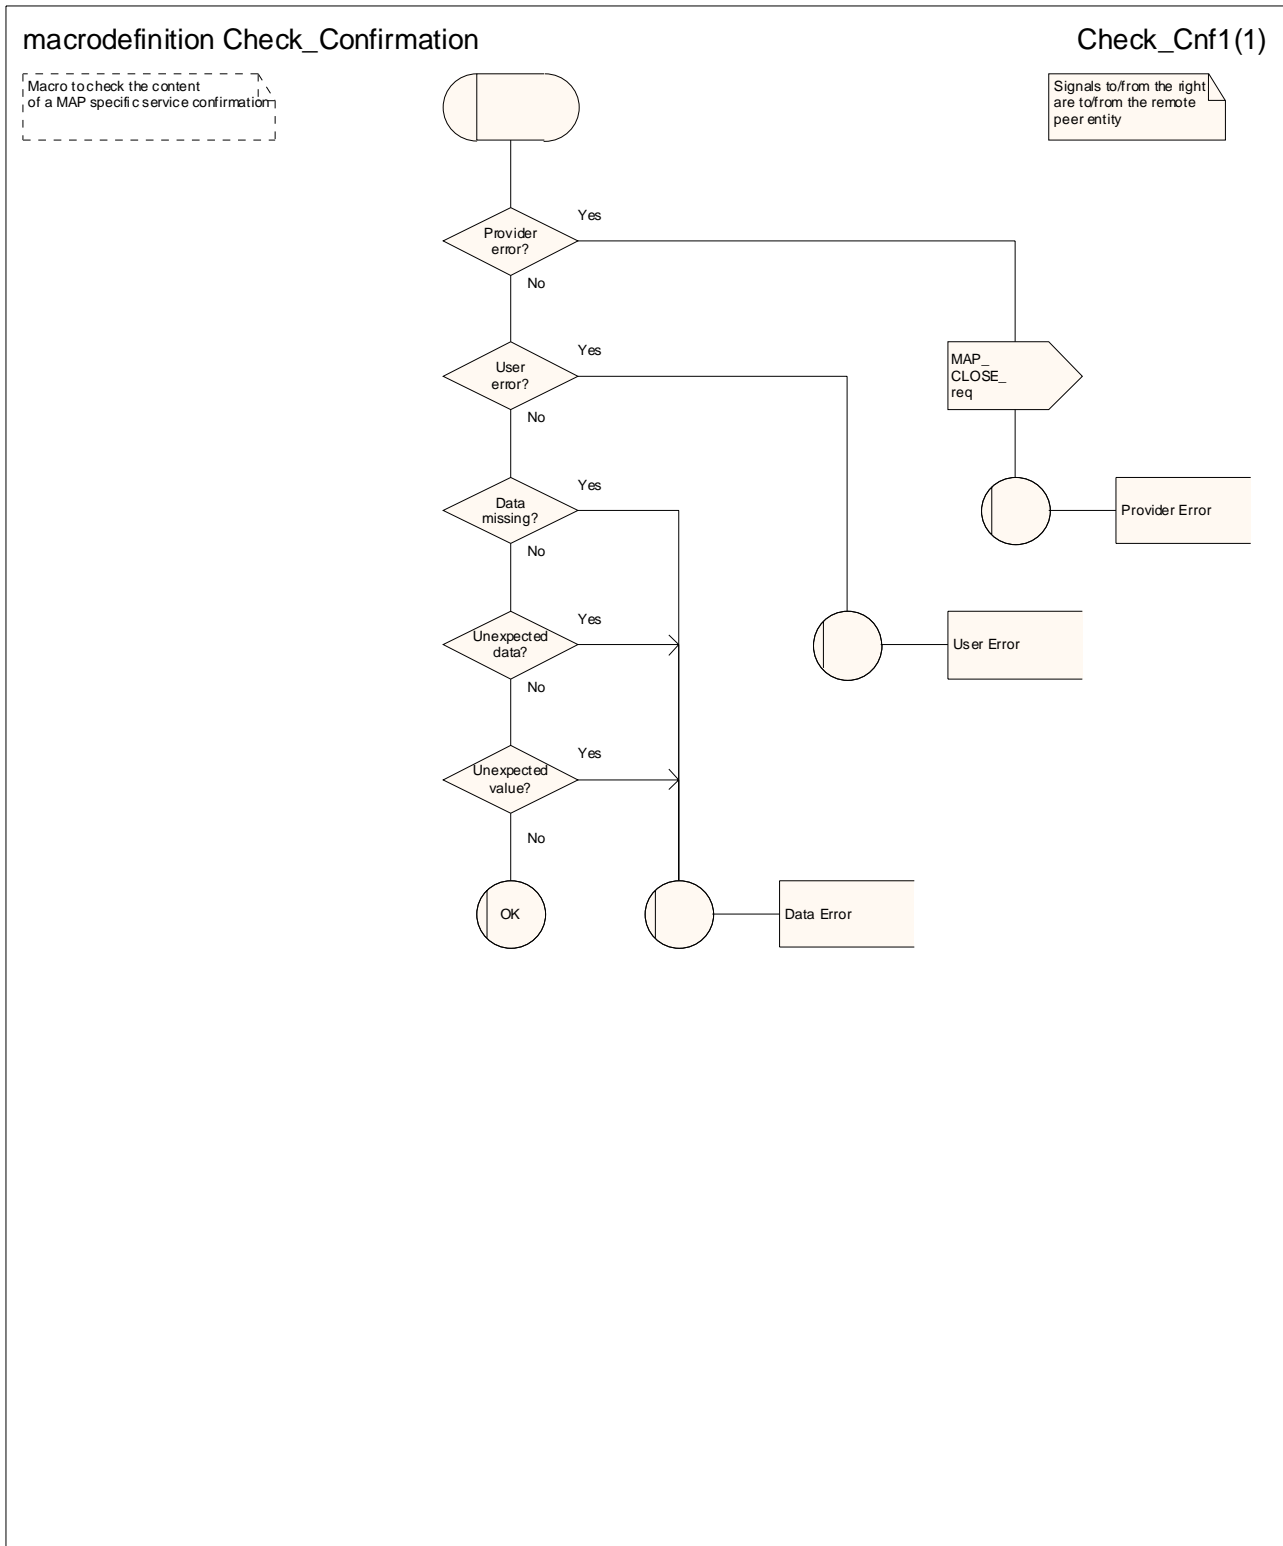 macrodefinition Check_Confirmation
Check_Cnf1(1)
Macro to check the content
of a MAP specific service confirmation
Signals to/from the right
are to/from the remote
peer entity
Provider
error?
Yes
No
User
error?
Yes
No
MAP_
CLOSE_
req
Data
missing?
Yes
No
Provider Error
Unexpected
data?
Yes
No
User Error
Unexpected
value?
Yes
No
OK
Data Error